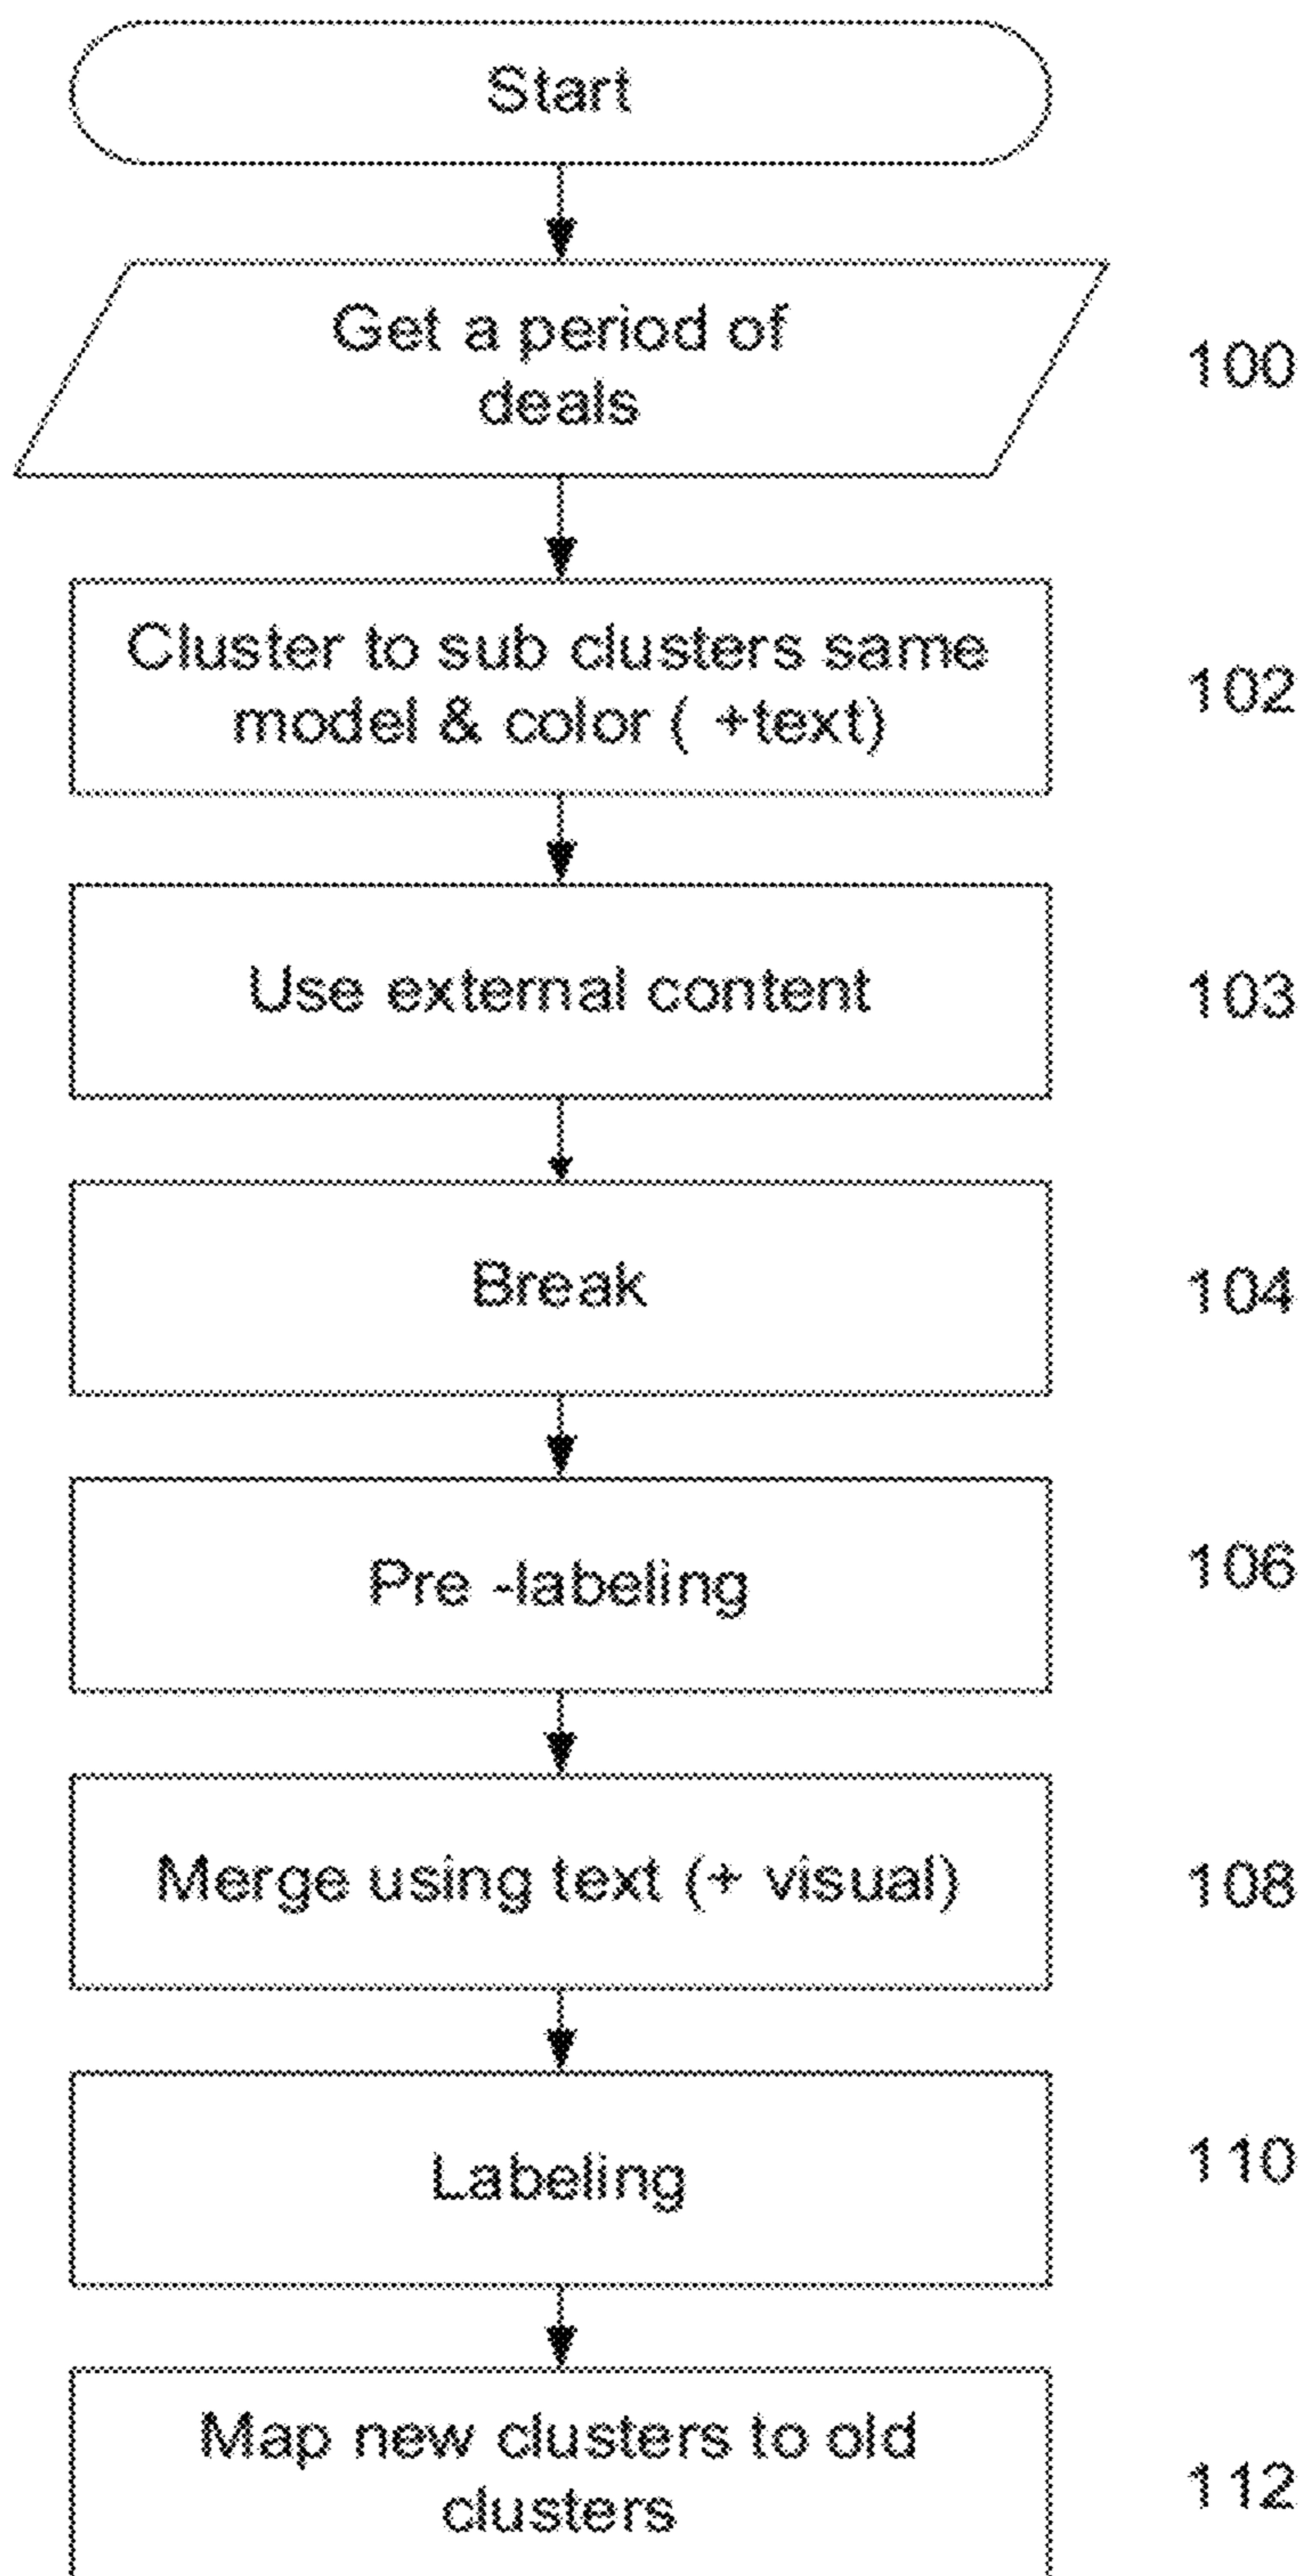 Start
Get a period of
deals
100
Cluster to sub clusters same
model & color ( +text)
102
Use external content
103
Break
104
Pre -labeling
106
Merge using text (+ visual)
108
Labeling
110
Map new clusters to old
clusters
112